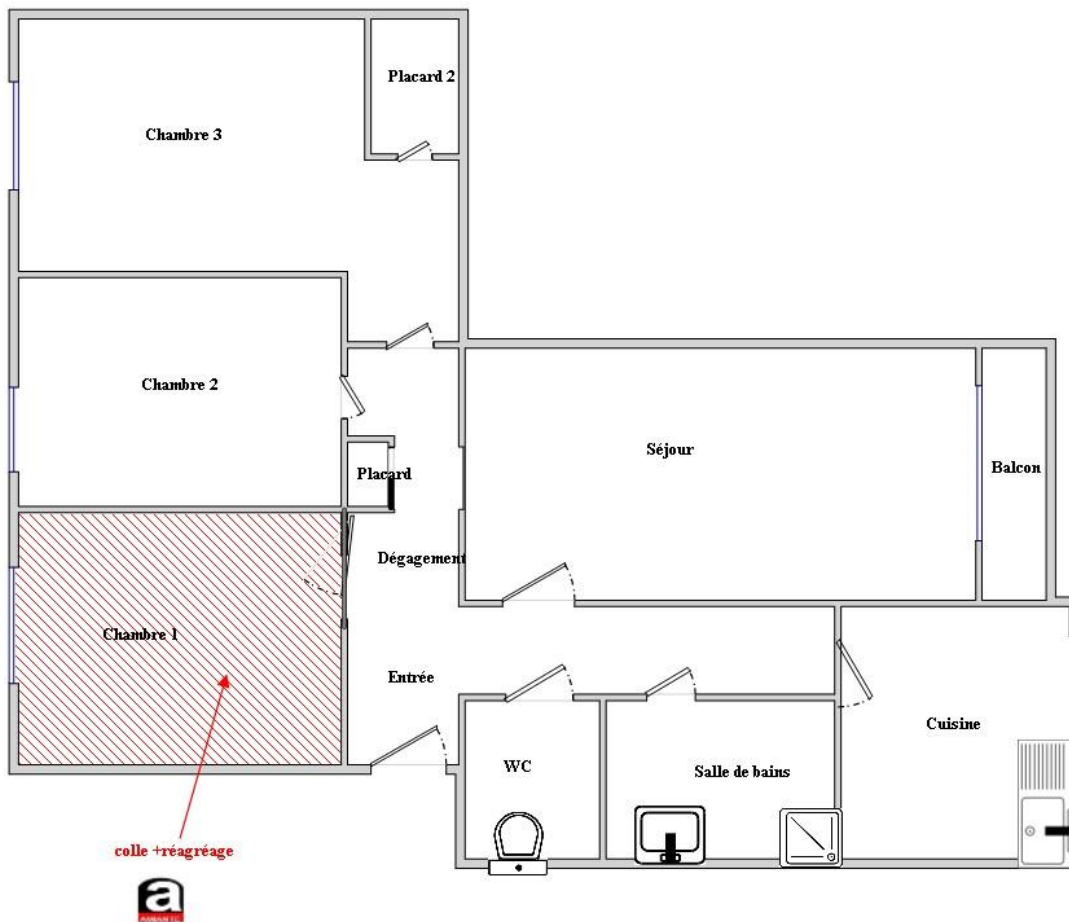 Placard 2
Chambre 3
Chambre 2
Séjour
Balcon
Placard
Dégagement
Chambre 1
Entrée
Cuisine
WC
Salle de bains
colle +réagréage
a
AMIANTE